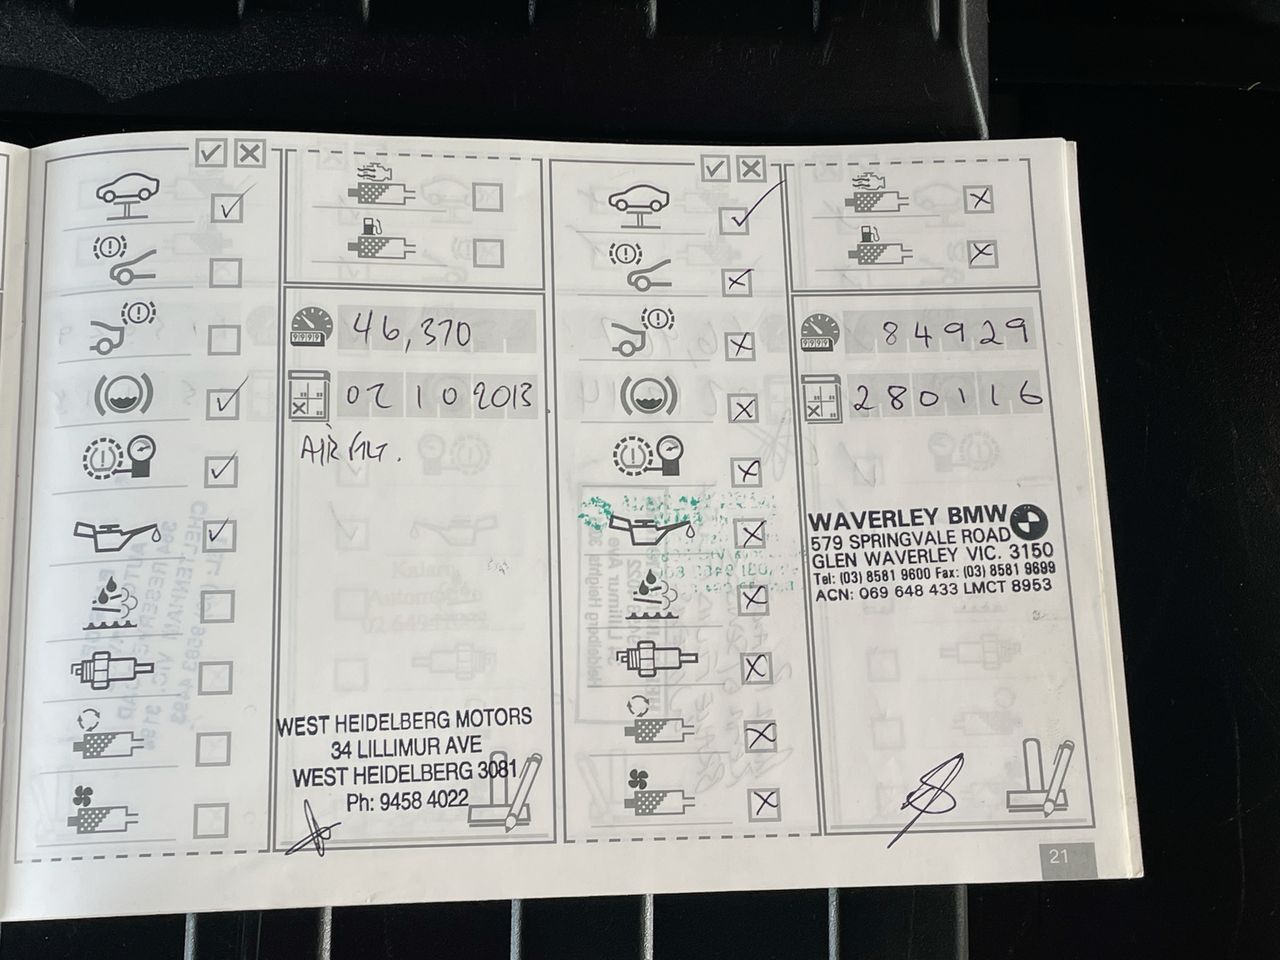 46,370
02 10 2013
AIR FILT.
WEST HEIDELBERG MOTORS
34 LILLIMUR AVE
WEST HEIDELBERG 3081
Ph: 9458 4022
84929
280116
WAVERLEY BMW
579 SPRINGVALE ROAD
GLEN WAVERLEY VIC. 3150
Tel: (03) 8581 9600 Fax: (03) 8581 9699
ACN: 069 648 433 LMCT 8953
21